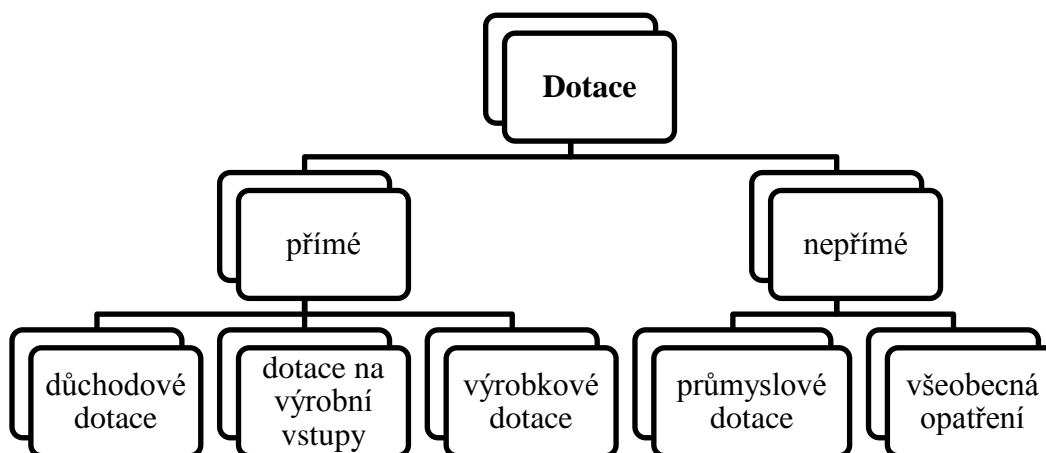 Dotace
přímé
nepřímé
důchodové
dotace
dotace na
výrobní
vstupy
výrobkové
dotace
průmyslové
dotace
všeobecná
opatření